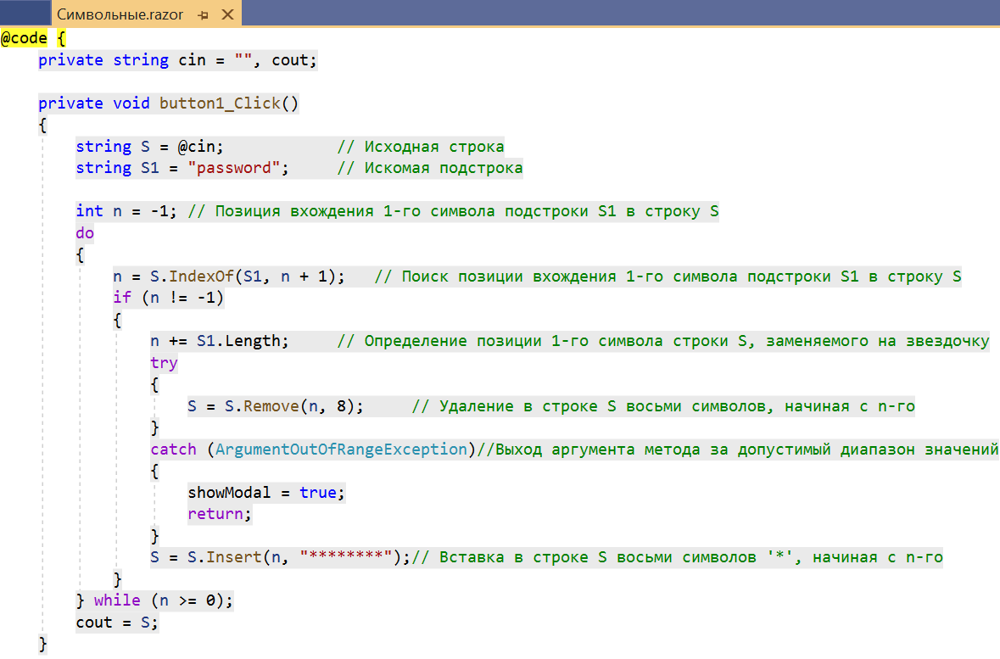 Символьные.razor
@code {
    private string cin = "", cout;

    private void button1_Click()
    {
        string S = @cin;            // Исходная строка
        string S1 = "password";     // Искомая подстрока

        int n = -1; // Позиция вхождения 1-го символа подстроки S1 в строку S
        do
        {
            n = S.IndexOf(S1, n + 1);   // Поиск позиции вхождения 1-го символа подстроки S1 в строку S
            if (n != -1)
            {
                n += S1.Length;     // Определение позиции 1-го символа строки S, заменяемого на звездочку
                try
                {
                    S = S.Remove(n, 8);     // Удаление в строке S восьми символов, начиная с n-го
                }
                catch (ArgumentOutOfRangeException)//Выход аргумента метода за допустимый диапазон значений
                {
                    showModal = true;
                    return;
                }
                S = S.Insert(n, "********");// Вставка в строке S восьми символов '*', начиная с n-го
            }
        } while (n >= 0);
        cout = S;
    }